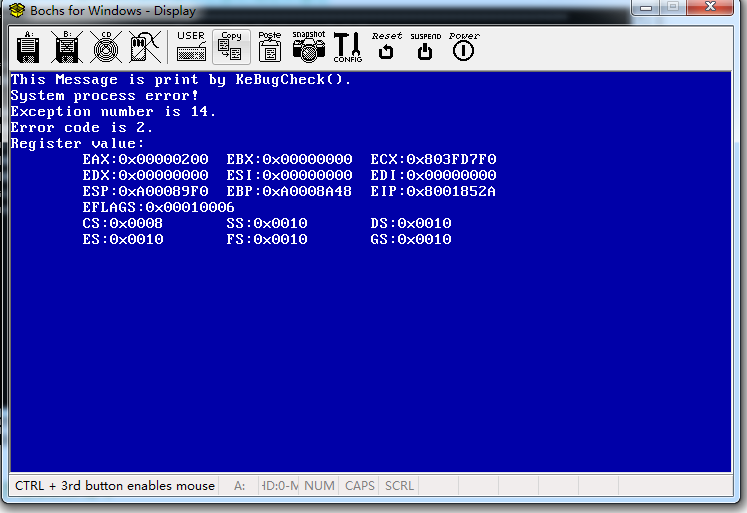 Bochs for Windows - Display
A: B: CD USER Copy Poste snapshot CONFIG Reset SUSPEND Power
This Message is print by KeBugCheck().
System process error!
Exception number is 14.
Error code is 2.
Register value:
EAX:0x00000200 EBX:0x00000000 ECX:0x803FD7F0
EDX:0x00000000 ESI:0x00000000 EDI:0x00000000
ESP:0xA00089F0 EBP:0xA0008A48 EIP:0x8001852A
EFLAGS:0x00010006
CS:0x0008 SS:0x0010 DS:0x0010
ES:0x0010 FS:0x0010 GS:0x0010
CTRL + 3rd button enables mouse A: HD:0-M NUM CAPS SCRL